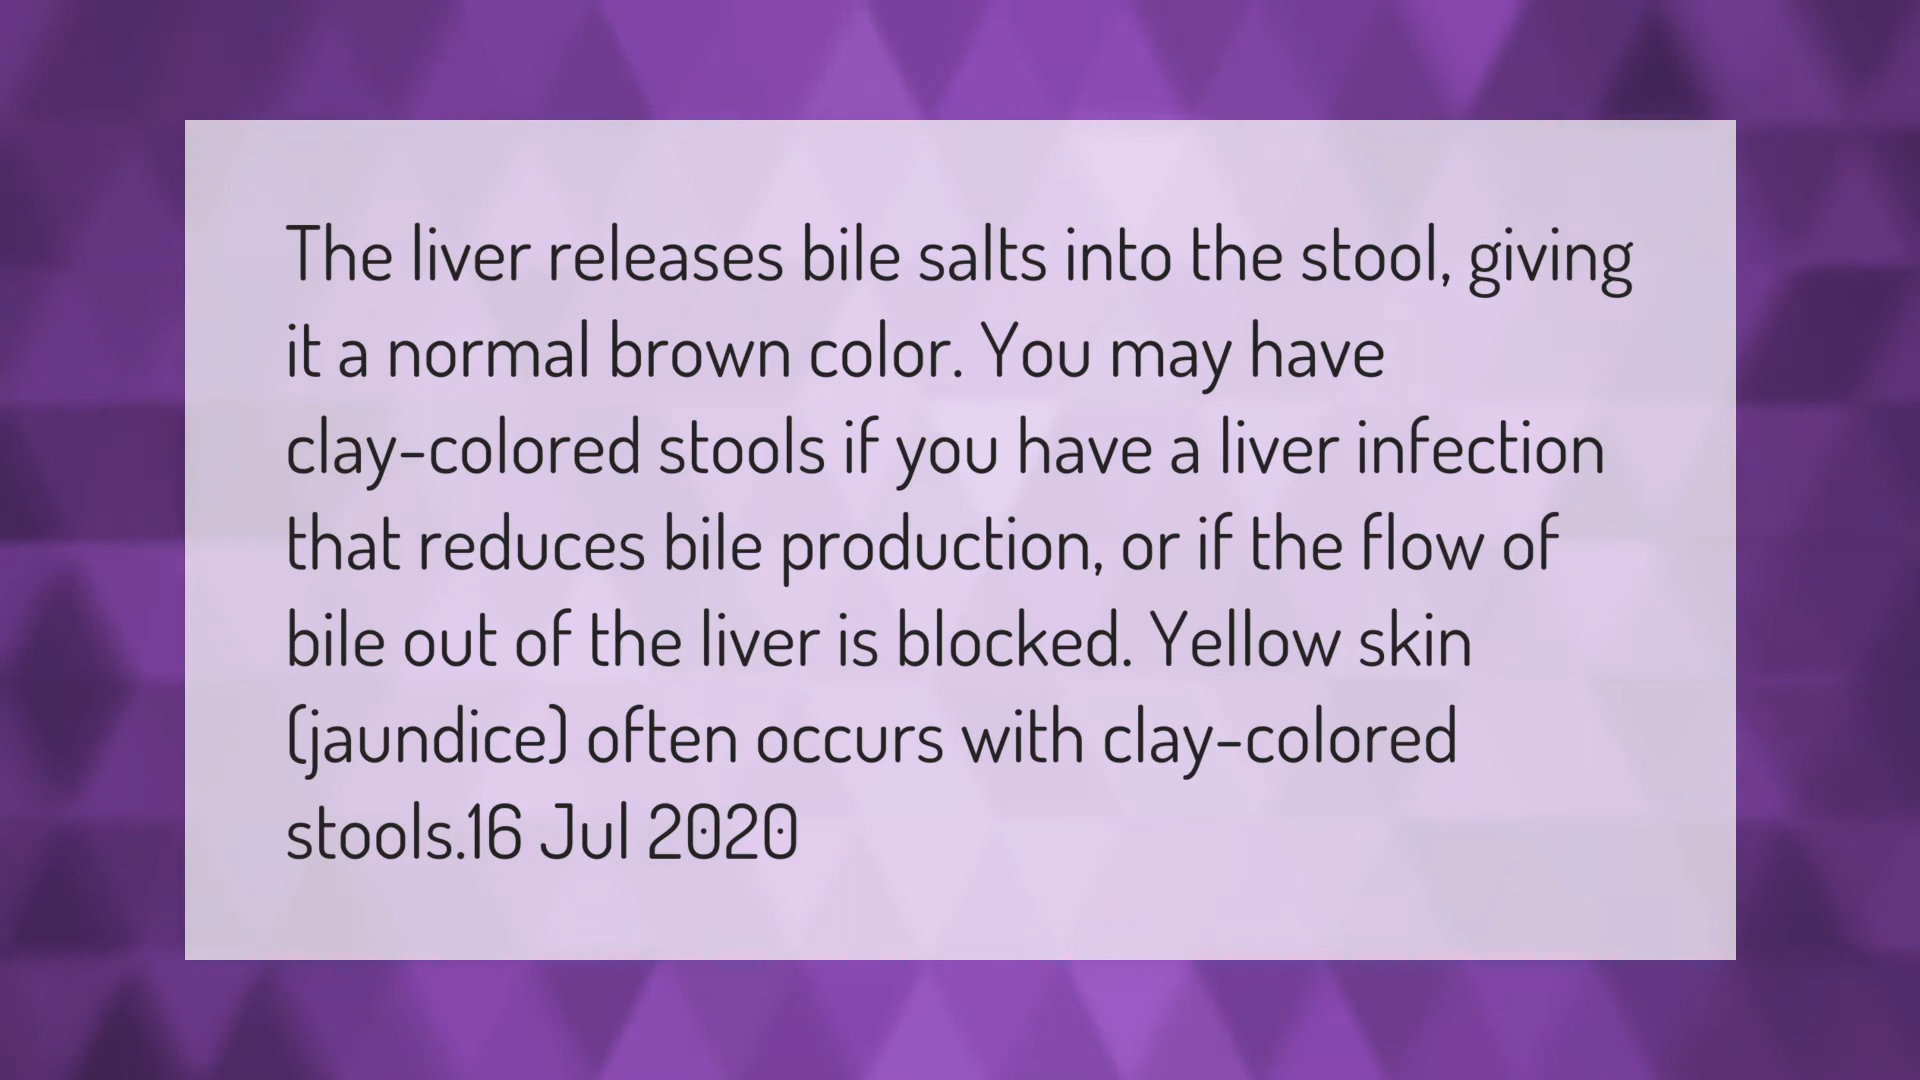 The liver releases bile salts into the stool, giving
it a normal brown color. You may have
clay-colored stools if you have a liver infection
that reduces bile production, or if the flow of
bile out of the liver is blocked. Yellow skin
(jaundice) often occurs with clay-colored
stools.16 Jul 2020